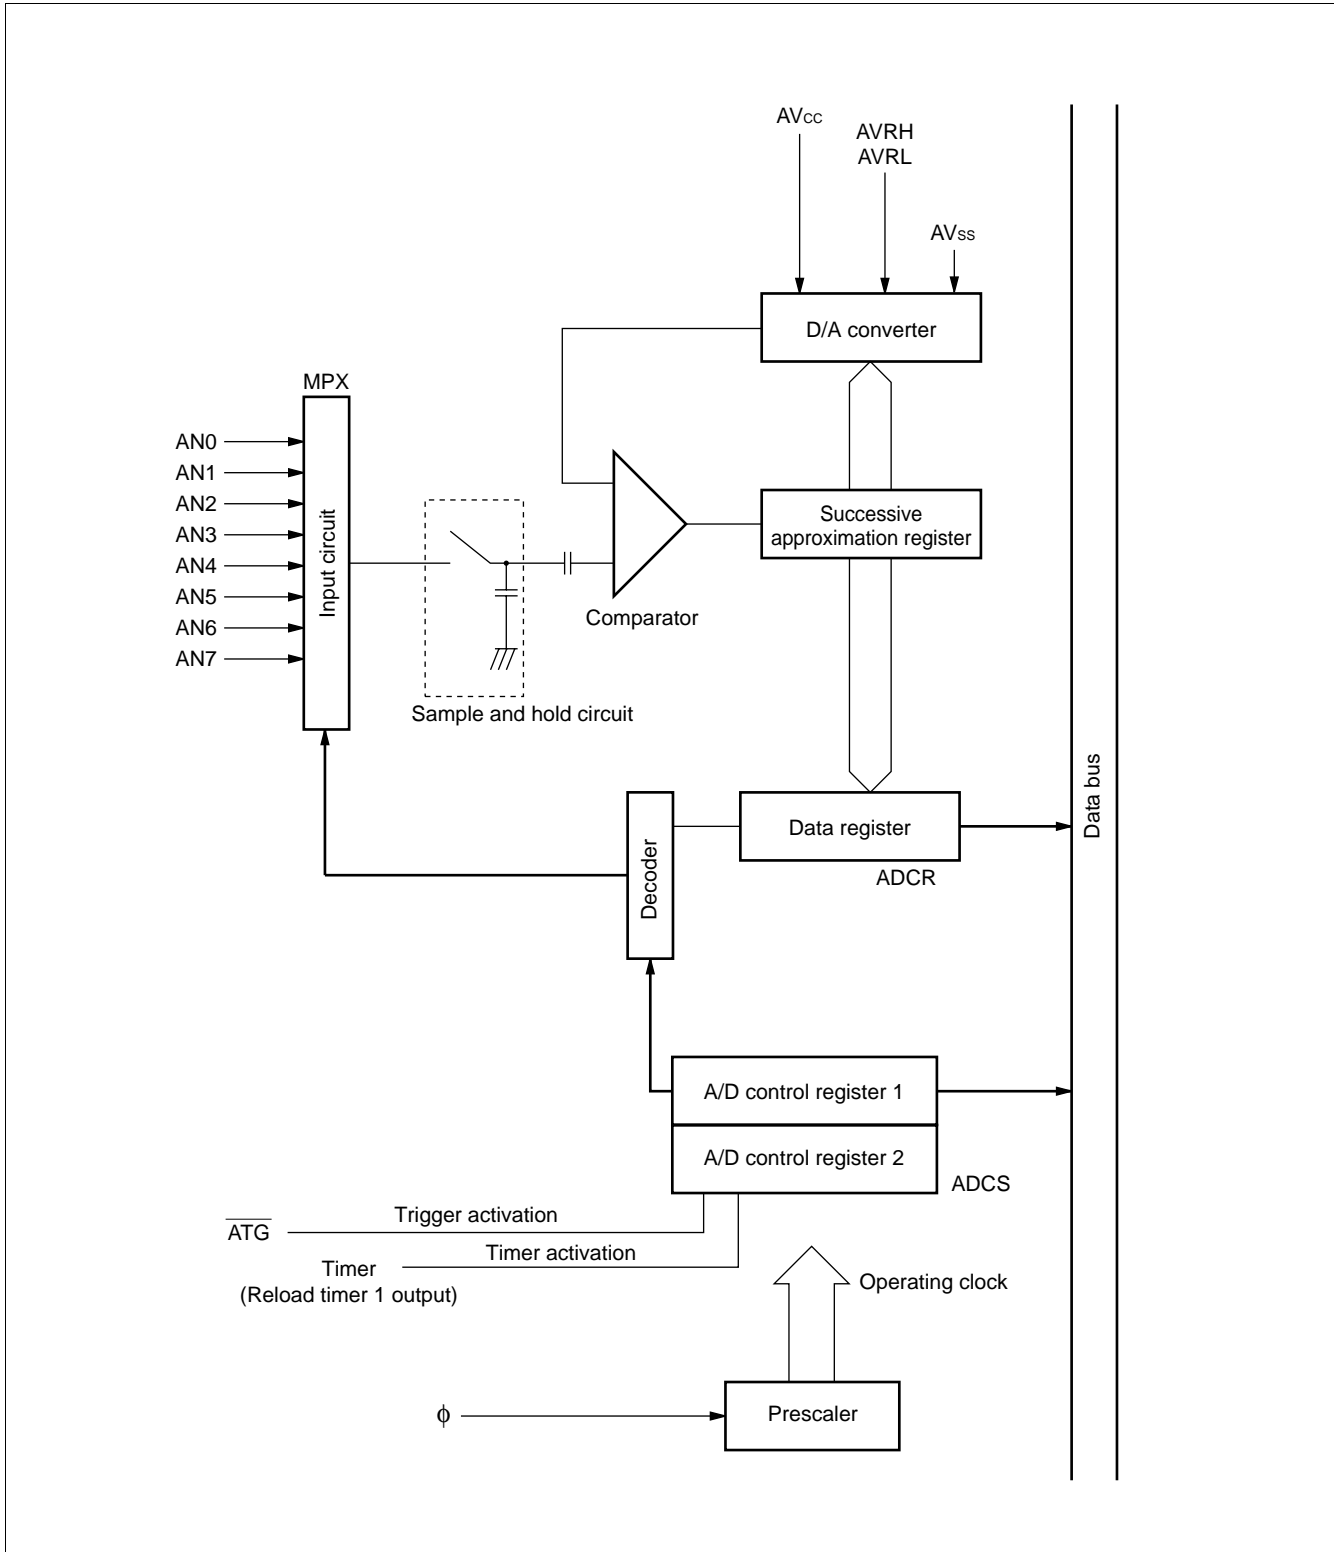 AVCC
AVRH
AVRL
AVSS
D/A converter
MPX
AN0
AN1
AN2
AN3
AN4
AN5
AN6
AN7
Input circuit
Successive
approximation register
Comparator
Sample and hold circuit
Data bus
Decoder
Data register
ADCR
A/D control register 1
A/D control register 2
ADCS
ATG
Trigger activation
Timer activation
Timer
(Reload timer 1 output)
Operating clock
ϕ
Prescaler